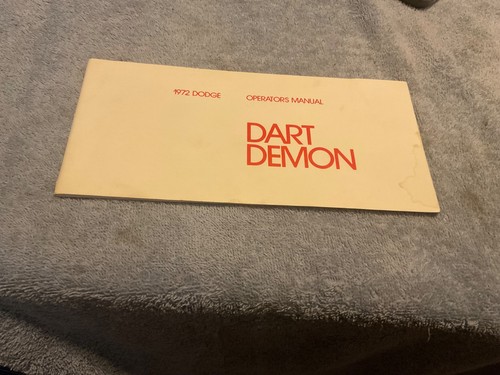 1972 DODGE OPERATORS MANUAL
DART
DEMON